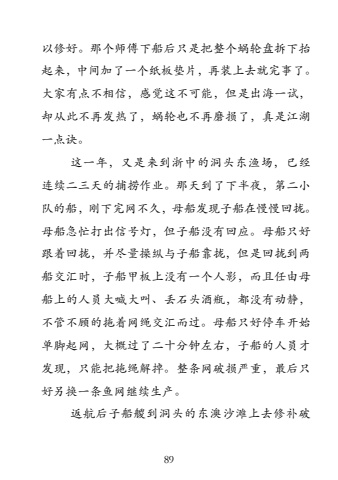 以修好。那个师傅下船后只是把整个蜗轮盘拆下抬
起来，中间加了一个纸板垫片，再装上去就完事了。
大家有点不相信，感觉这不可能，但是出海一试，
却从此不再发热了，蜗轮也不再磨损了，真是江湖
一点诀。
这一年，又是来到浙中的洞头东渔场，已经
连续二三天的捕捞作业。那天到了下半夜，第二小
队的船，刚下完网不久，母船发现子船在慢慢回拢。
母船急忙打出信号灯，但子船没有回应。母船只好
跟着回拢，并尽量操纵与子船靠拢，但是回拢到两
船交汇时，子船甲板上没有一个人影，而且任由母
船上的人员大喊大叫、丢石头酒瓶，都没有动静，
不管不顾的拖着网绳交汇而过。母船只好停车开始
单脚起网，大概过了二十分钟左右，子船的人员才
发现，只能把拖绳解掉。整条网破损严重，最后只
好另换一条鱼网继续生产。
返航后子船艘到洞头的东澳沙滩上去修补破
89